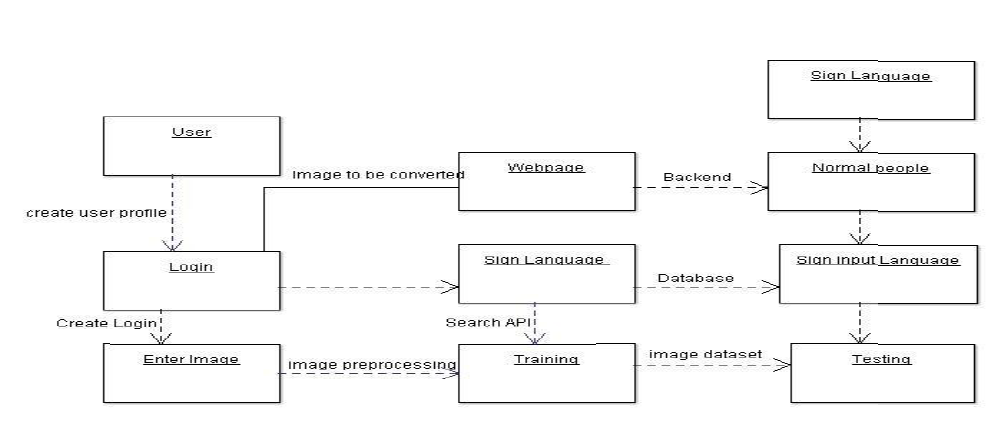 Sign Language
User
Image to be converted
Webpage
Backend
Normal people
create user profile
Login
Sign Language
Database
Sign Input Language
Create Login
Search API
Enter Image
image preprocessing
Training
image dataset
Testing